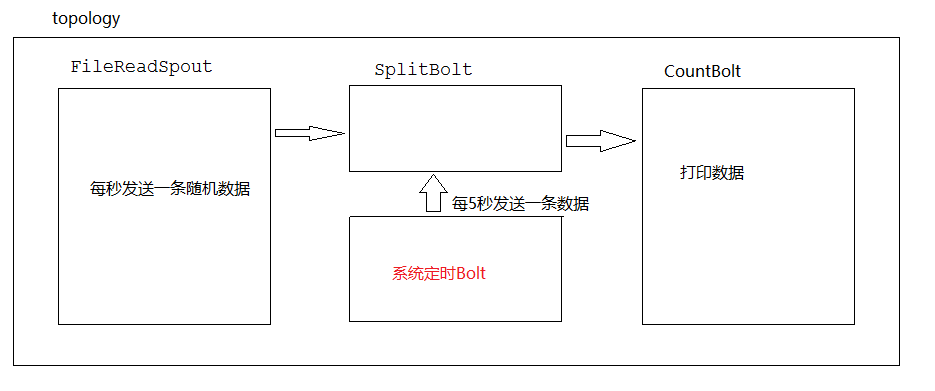 topology
FileReadSpout
SplitBolt
CountBolt
每秒发送一条随机数据
打印数据
每5秒发送一条数据
系统定时Bolt